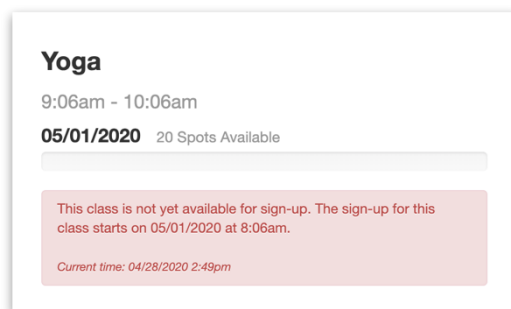 Yoga
9:06am - 10:06am
05/01/2020 20 Spots Available
This class is not yet available for sign-up. The sign-up for this
class starts on 05/01/2020 at 8:06am.
Current time: 04/28/2020 2:49pm